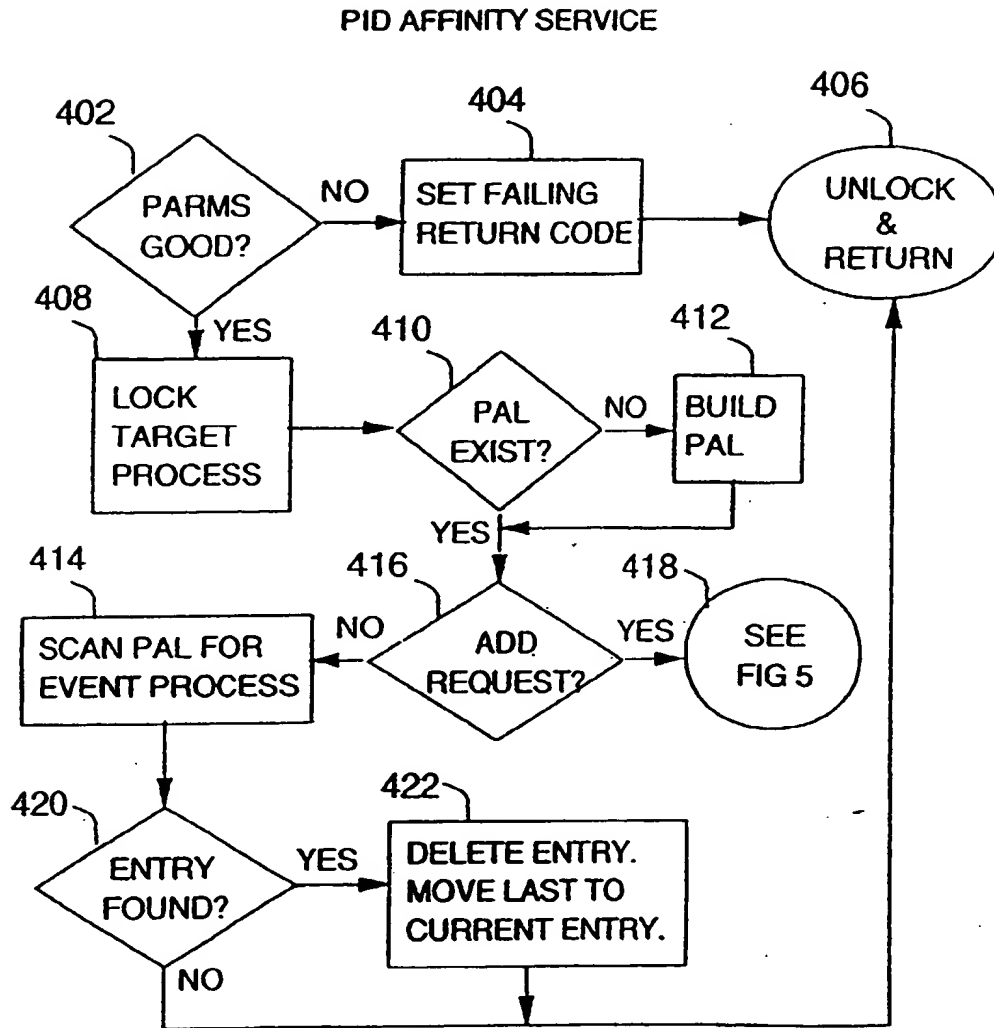 PID AFFINITY SERVICE
402
404
406
PARMS
GOOD?
NO
SET FAILING
RETURN CODE
UNLOCK
&
RETURN
408
YES
410
412
LOCK
TARGET
PROCESS
PAL
EXIST?
NO
BUILD
PAL
YES
414
416
418
SCAN PAL FOR
EVENT PROCESS
NO
ADD
REQUEST?
YES
SEE
FIG 5
420
422
ENTRY
FOUND?
YES
DELETE ENTRY.
MOVE LAST TO
CURRENT ENTRY.
NO